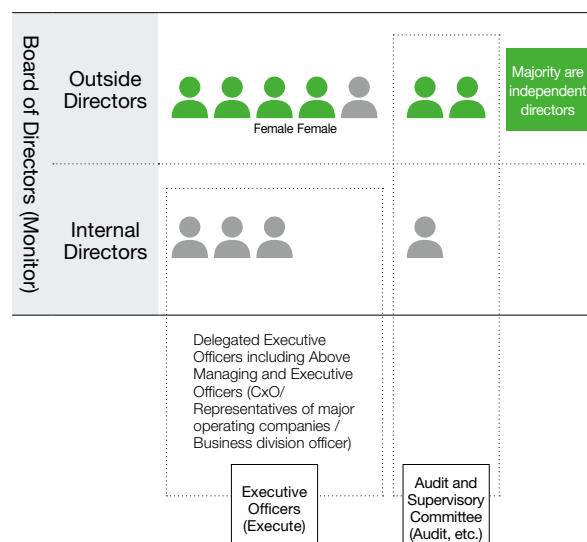 Board of Directors (Monitor)
Outside
Directors
Female Female
Majority are
independent
directors
Internal
Directors
Delegated Executive
Officers including Above
Managing and Executive
Officers (CxO/
Representatives of major
operating companies /
Business division officer)
Executive
Officers
(Execute)
Audit and
Supervisory
Committee
(Audit, etc.)